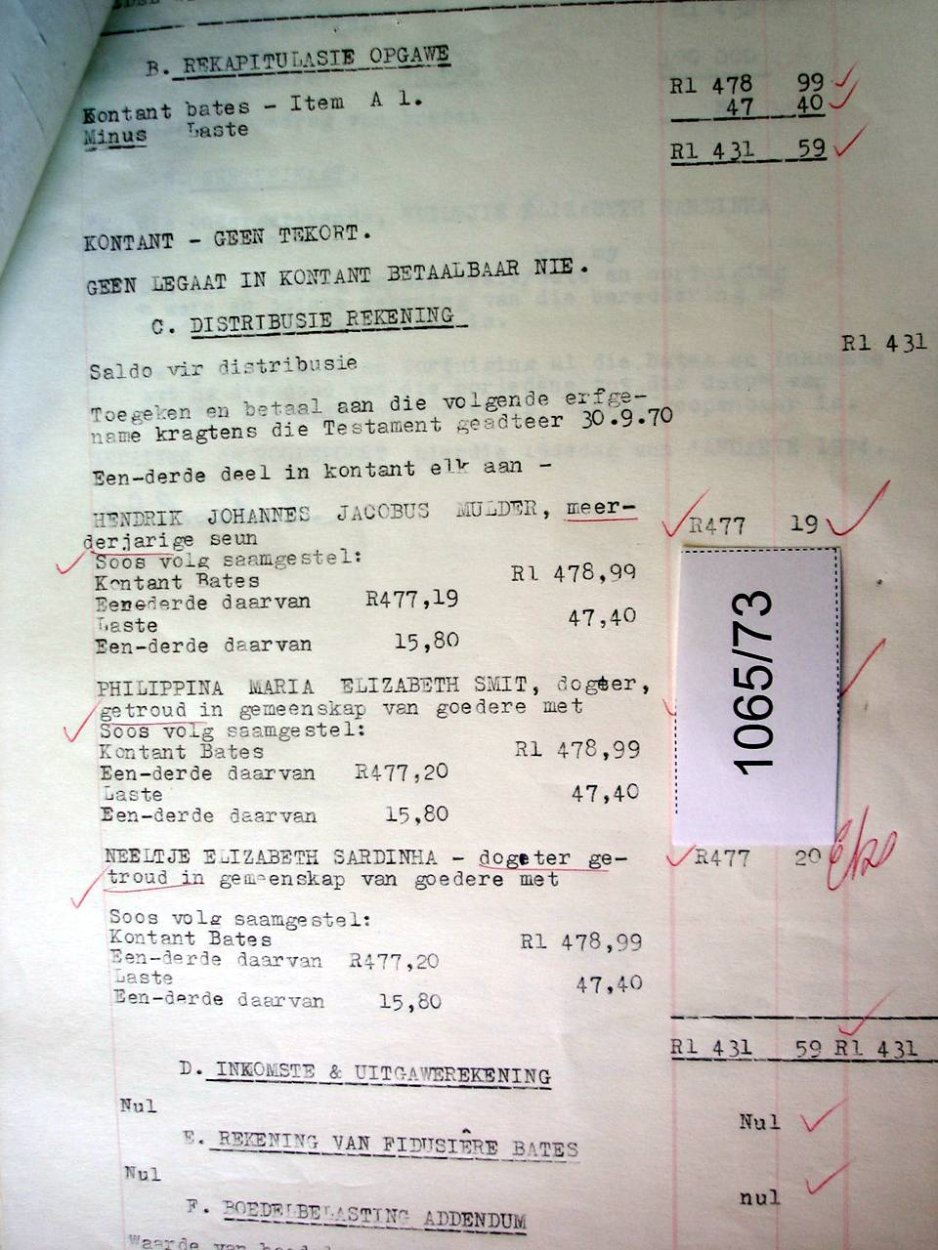 B. REKAPITULASIE OPGAWE
Kontant bates - Item A 1. R1 478 99
Minus Laste 47 40
R1 431 59
KONTANT - GEEN TEKORT.
GEEN LEGAAT IN KONTANT BETAALBAAR NIE.
C. DISTRIBUSIE REKENING
Saldo vir distribusie R1 431
Toegeken en betaal aan die volgende erfge-
name kragtens die Testament geadteer 30.9.70
Een-derde deel in kontant elk aan -
HENDRIK JOHANNES JACOBUS MULDER, meer- R477 19
derjarige seun
Soos volg saamgestel:
Kontant Bates R1 478,99
Eenederde daarvan R477,19
Laste 47,40
Een-derde daarvan 15,80
PHILIPPINA MARIA ELIZABETH SMIT, dogter,
getroud in gemeenskap van goedere met
Soos volg saamgestel:
Kontant Bates R1 478,99
Een-derde daarvan R477,20
Laste 47,40
Een-derde daarvan 15,80
1065/73
NEELTJE ELIZABETH SARDINHA - dogeter ge- R477 20
troud in gemeenskap van goedere met
Soos volg saamgestel:
Kontant Bates R1 478,99
Een-derde daarvan R477,20
Laste 47,40
Een-derde daarvan 15,80
R1 431 59 R1 431
D. INKOMSTE & UITGAWEREKENING
Nul Nul
E. REKENING VAN FIDUSIÊRE BATES
Nul nul
F. BOEDELBELASTING ADDENDUM
Waarde van